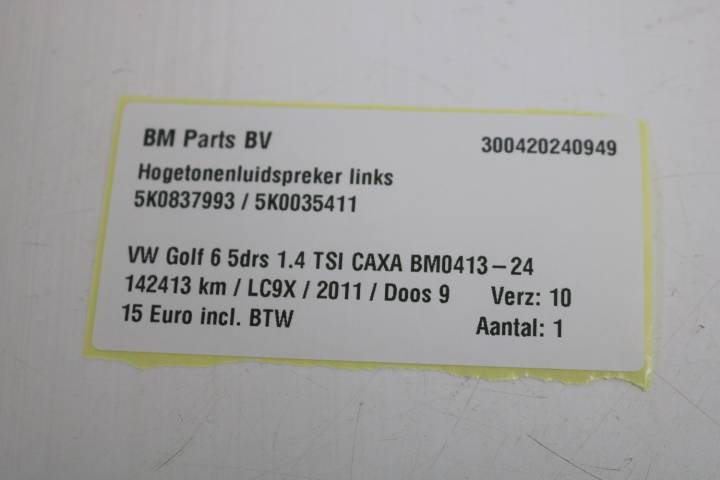 BM Parts BV 300420240949
Hogetonenluidspreker links
5K0837993 / 5K0035411
VW Golf 6 5drs 1.4 TSI CAXA BM0413-24
142413 km / LC9X / 2011 / Doos 9 Verz: 10
15 Euro incl. BTW Aantal: 1